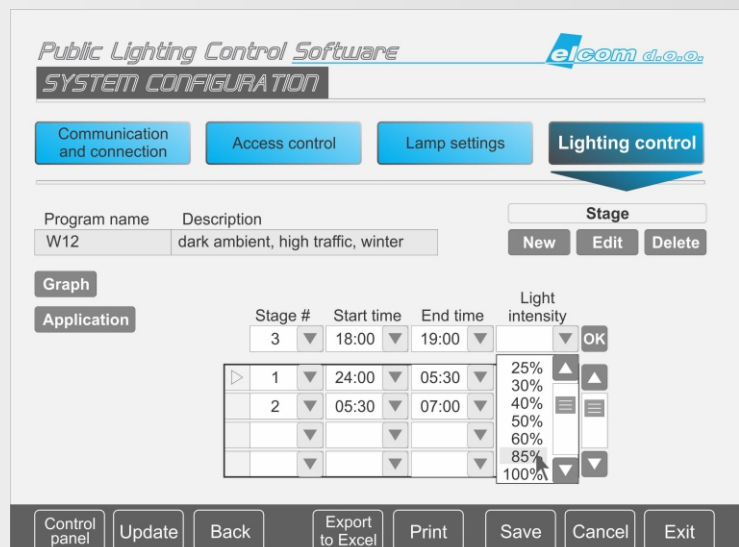 Public Lighting Control Software
elcom d.o.o.
SYSTEM CONFIGURATION
Communication
and connection
Access control
Lamp settings
Lighting control
Program name Description
Stage
W12 dark ambient, high traffic, winter
New Edit Delete
Graph
Application
Stage # Start time End time Light
intensity
3 18:00 19:00 OK
1 24:00 05:30
2 05:30 07:00
25%
30%
40%
50%
60%
85%
100%
Control
panel
Update
Back
Export
to Excel
Print
Save
Cancel
Exit